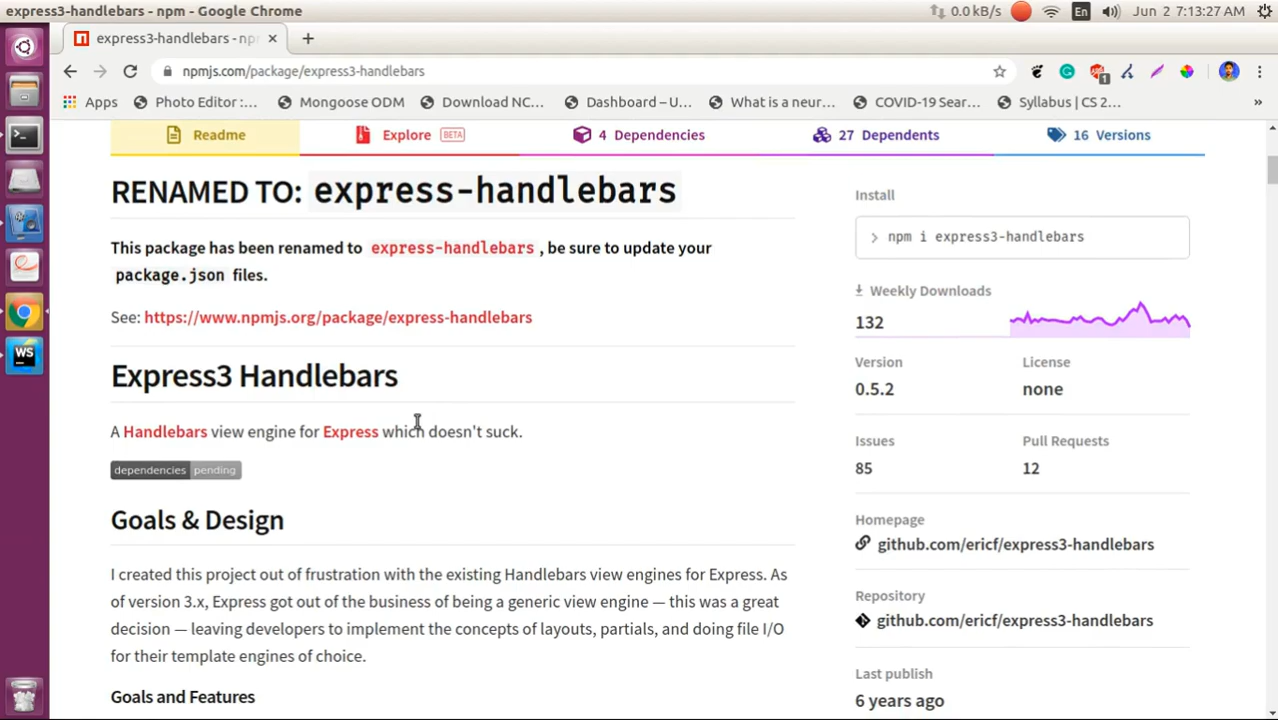 express3-handlebars - npm - Google Chrome
0.0 kB/s
En
Jun 2 7:13:27 AM
express3-handlebars - npm
npmjs.com/package/express3-handlebars
1
Apps
Photo Editor :...
Mongoose ODM
Download NC...
Dashboard – U...
What is a neur...
COVID-19 Sear...
Syllabus | CS 2...
»
Readme
Explore BETA
4 Dependencies
27 Dependents
16 Versions
RENAMED TO: express-handlebars
This package has been renamed to express-handlebars , be sure to update your
package.json files.
See: https://www.npmjs.org/package/express-handlebars
Express3 Handlebars
A Handlebars view engine for Express which doesn't suck.
dependencies pending
Goals & Design
I created this project out of frustration with the existing Handlebars view engines for Express. As
of version 3.x, Express got out of the business of being a generic view engine — this was a great
decision — leaving developers to implement the concepts of layouts, partials, and doing file I/O
for their template engines of choice.
Goals and Features
Install
> npm i express3-handlebars
Weekly Downloads
132
Version
0.5.2
License
none
Issues
85
Pull Requests
12
Homepage
github.com/ericf/express3-handlebars
Repository
github.com/ericf/express3-handlebars
Last publish
6 years ago
WS